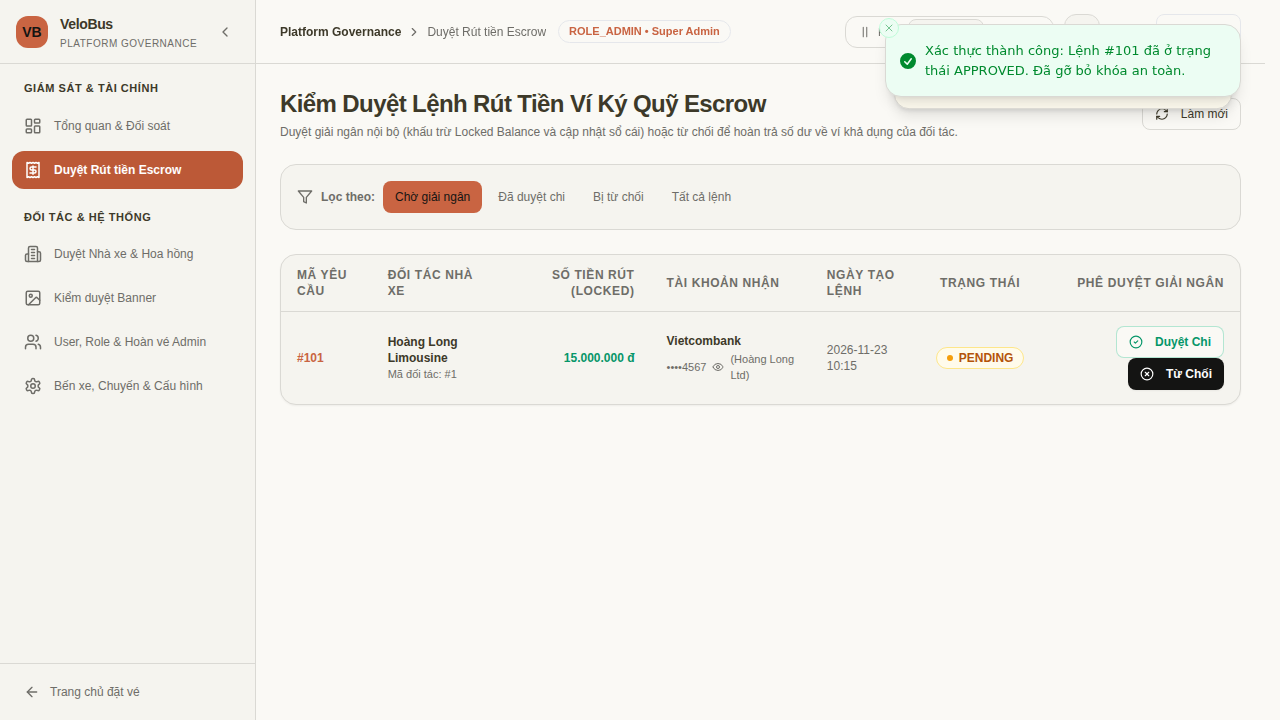 VB
VeloBus
PLATFORM GOVERNANCE
GIÁM SÁT & TÀI CHÍNH
Tổng quan & Đối soát
Duyệt Rút tiền Escrow
ĐỐI TÁC & HỆ THỐNG
Duyệt Nhà xe & Hoa hồng
Kiểm duyệt Banner
User, Role & Hoàn vé Admin
Bến xe, Chuyến & Cấu hình
Trang chủ đặt vé
Platform Governance
Duyệt Rút tiền Escrow
ROLE_ADMIN • Super Admin
Xác thực thành công: Lệnh #101 đã ở trạng
thái APPROVED. Đã gỡ bỏ khóa an toàn.
Kiểm Duyệt Lệnh Rút Tiền Ví Ký Quỹ Escrow
Duyệt giải ngân nội bộ (khấu trừ Locked Balance và cập nhật sổ cái) hoặc từ chối để hoàn trả số dư về ví khả dụng của đối tác.
Làm mới
Lọc theo:
Chờ giải ngân
Đã duyệt chi
Bị từ chối
Tất cả lệnh
MÃ YÊU
CẦU
ĐỐI TÁC NHÀ
XE
SỐ TIỀN RÚT
(LOCKED)
TÀI KHOẢN NHẬN
NGÀY TẠO
LỆNH
TRẠNG THÁI
PHÊ DUYỆT GIẢI NGÂN
#101
Hoàng Long
Limousine
Mã đối tác: #1
15.000.000 đ
Vietcombank
••••4567
(Hoàng Long
Ltd)
2026-11-23
10:15
PENDING
Duyệt Chi
Từ Chối